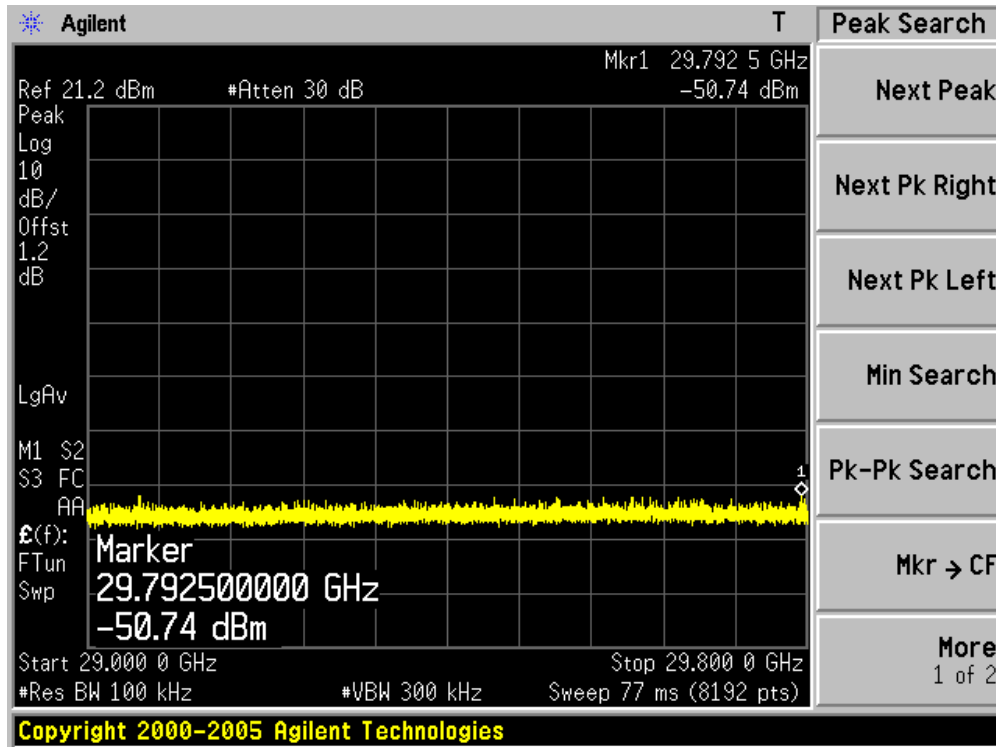 Agilent T Peak Search
Mkr1 29.792 5 GHz
Ref 21.2 dBm #Atten 30 dB -50.74 dBm
Peak
Log
10
dB/
Offst
1.2
dB
LgAv
M1 S2
S3 FC
AA
£(f):
FTun
Swp
1
Marker
29.792500000 GHz
-50.74 dBm
Start 29.000 0 GHz Stop 29.800 0 GHz
#Res BW 100 kHz #VBW 300 kHz Sweep 77 ms (8192 pts)
Next Peak
Next Pk Right
Next Pk Left
Min Search
Pk-Pk Search
Mkr → CF
More
1 of 2
Copyright 2000-2005 Agilent Technologies